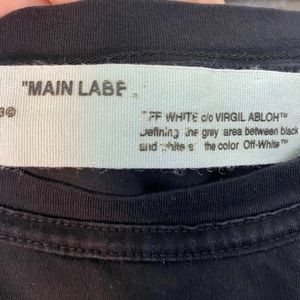 "MAIN LABE
3©
FF WHITE c/o VIRGIL ABLOH™
Defining the grey area between black
and white as the color Off-White™